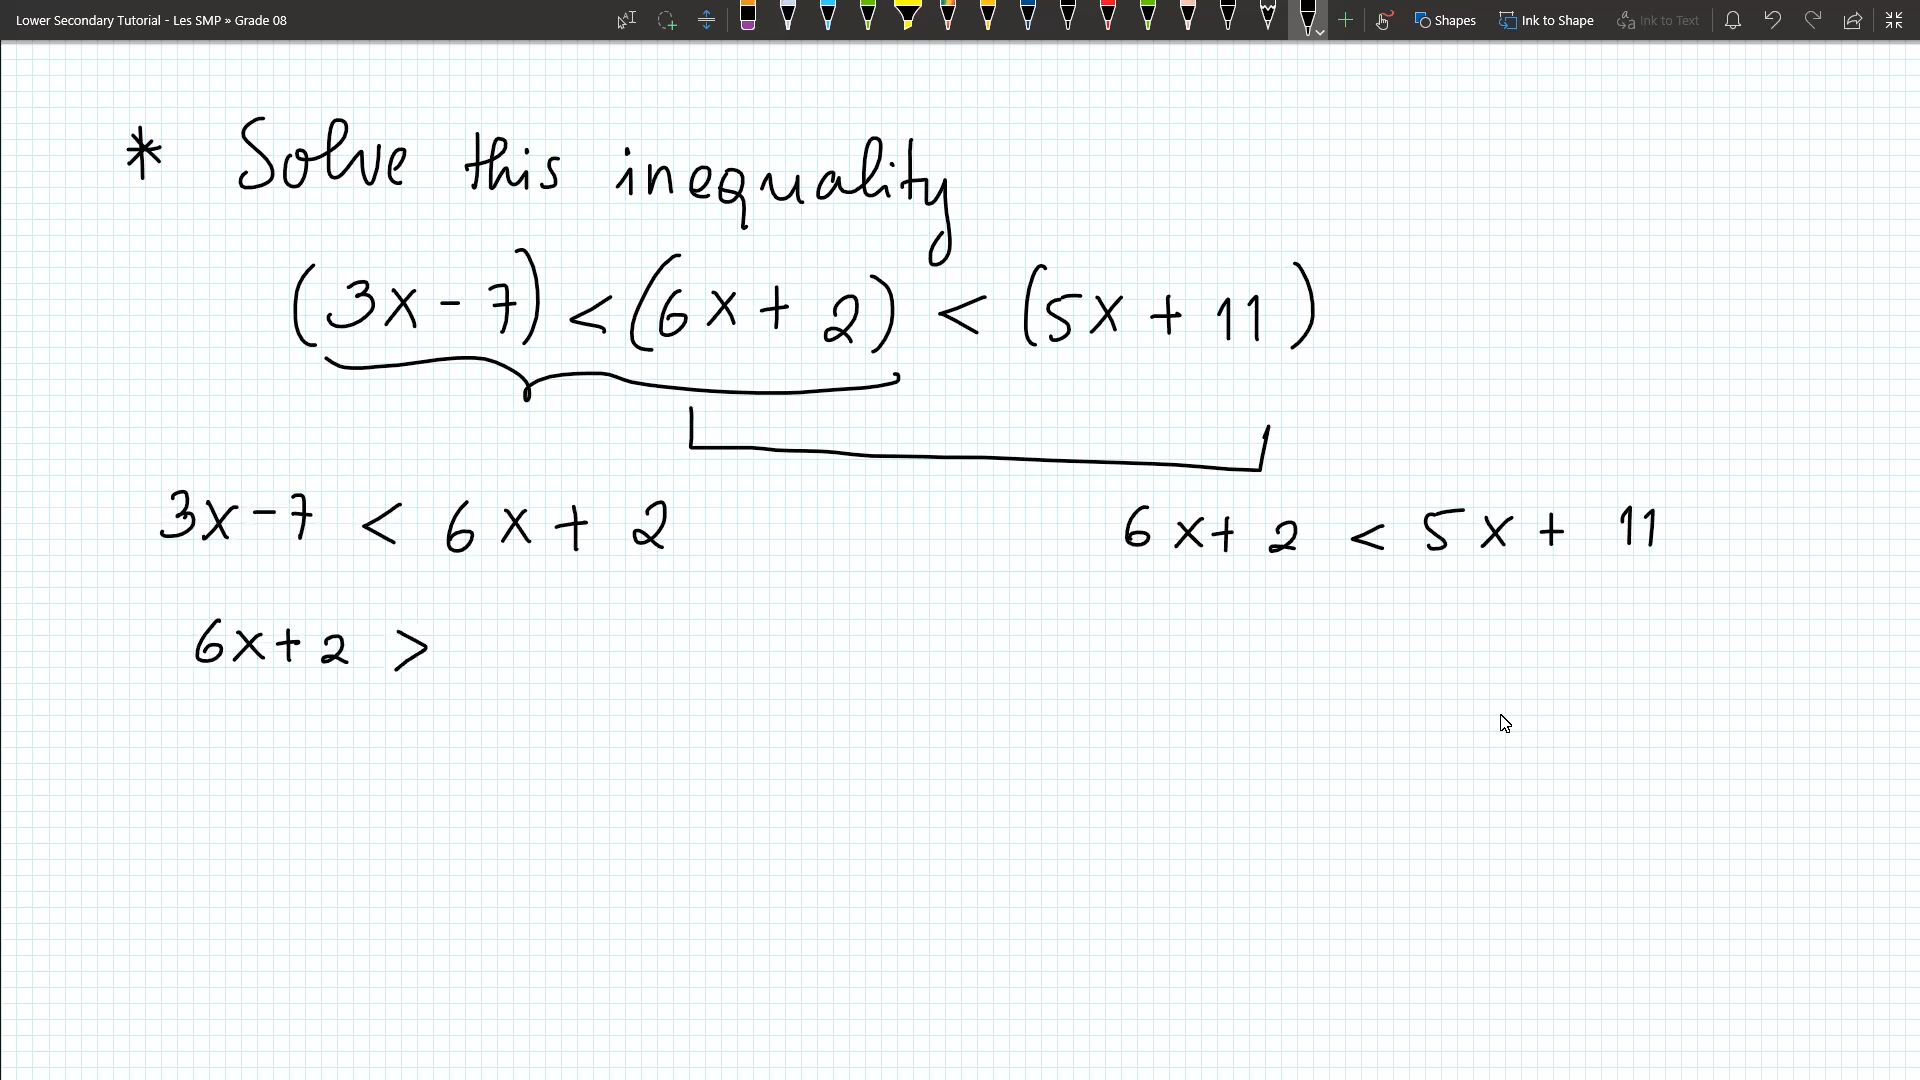 Lower Secondary Tutorial - Les SMP » Grade 08
Shapes
Ink to Shape
Ink to Text
* Solve this inequality
(3x - 7) < (6x + 2) < (5x + 11)
3x - 7 < 6x + 2
6x + 2 < 5x + 11
6x + 2 >